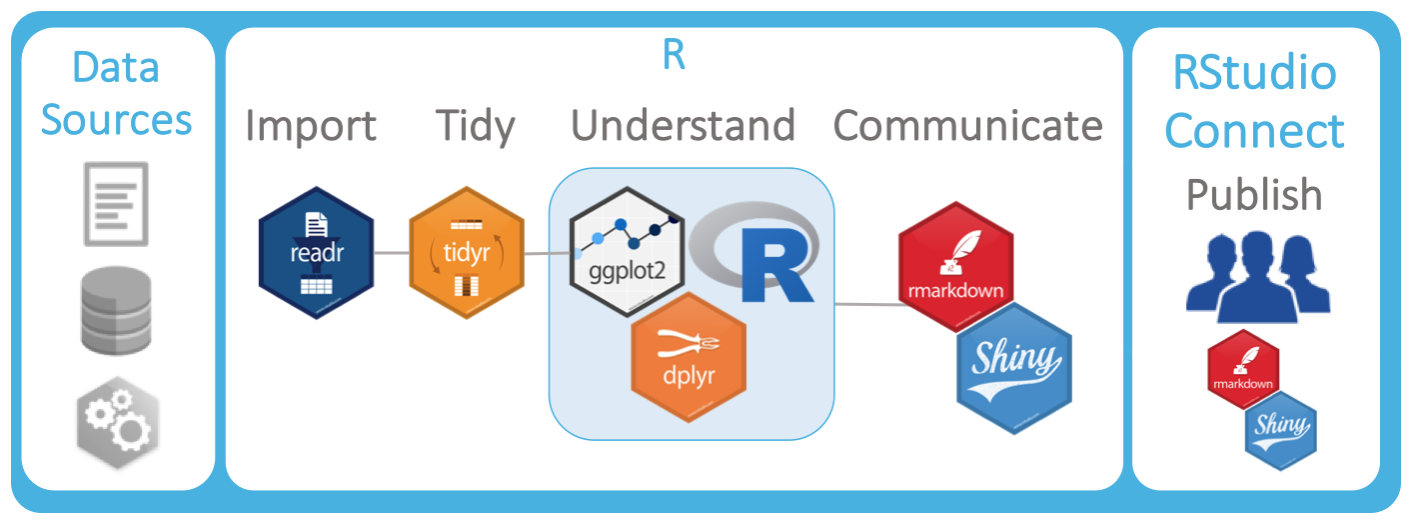 Data
Sources
R
Import
Tidy
Understand
Communicate
readr
tidyr
ggplot2
R
dplyr
rmarkdown
Shiny
RStudio
Connect
Publish
rmarkdown
Shiny